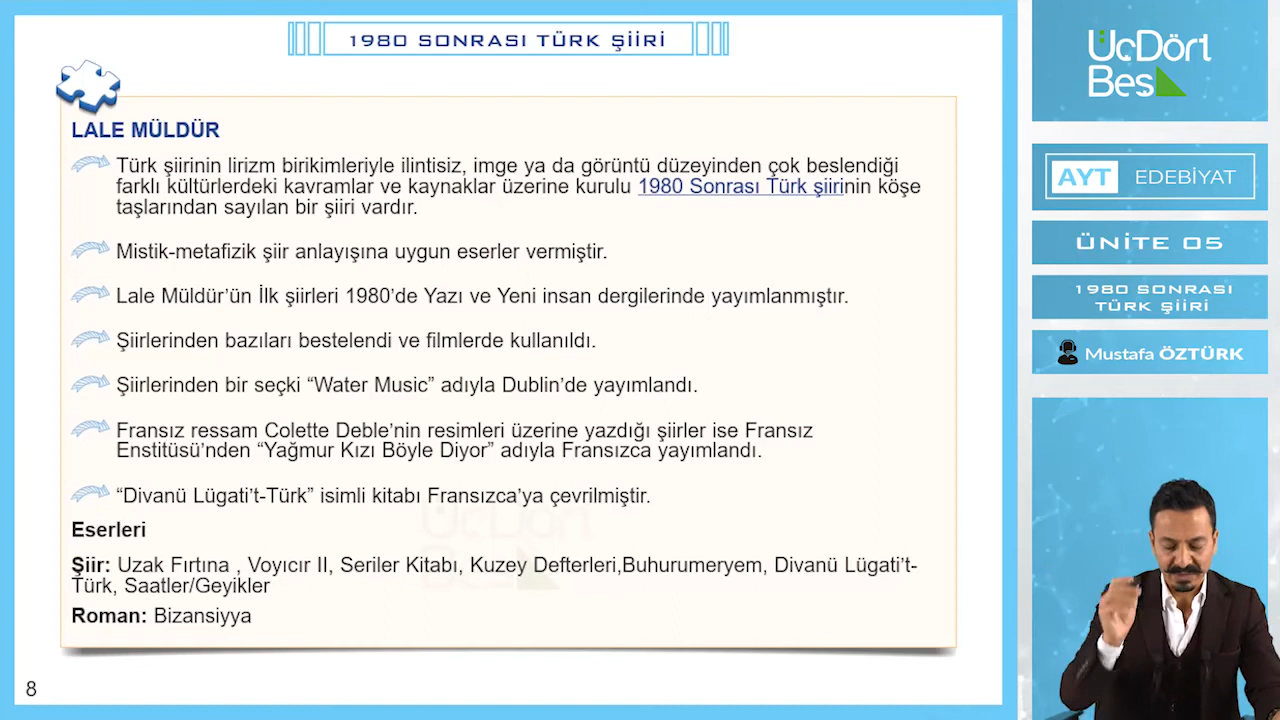 1980 SONRASI TÜRK ŞİİRİ
LALE MÜLDÜR
Türk şiirinin lirizm birikimleriyle ilintisiz, imge ya da görüntü düzeyinden çok beslendiği
farklı kültürlerdeki kavramlar ve kaynaklar üzerine kurulu 1980 Sonrası Türk şiirinin köşe
taşlarından sayılan bir şiiri vardır.
Mistik-metafizik şiir anlayışına uygun eserler vermiştir.
Lale Müldür’ün İlk şiirleri 1980’de Yazı ve Yeni insan dergilerinde yayımlanmıştır.
Şiirlerinden bazıları bestelendi ve filmlerde kullanıldı.
Şiirlerinden bir seçki “Water Music” adıyla Dublin’de yayımlandı.
Fransız ressam Colette Deble’nin resimleri üzerine yazdığı şiirler ise Fransız
Enstitüsü’nden “Yağmur Kızı Böyle Diyor” adıyla Fransızca yayımlandı.
“Divanü Lügati’t-Türk” isimli kitabı Fransızca’ya çevrilmiştir.
Eserleri
Şiir: Uzak Fırtına , Voyıcır II, Seriler Kitabı, Kuzey Defterleri,Buhurumeryem, Divanü Lügati’t-
Türk, Saatler/Geyikler
Roman: Bizansiyya
8
ÜçDört
Beş
AYT EDEBİYAT
ÜNİTE 05
1980 SONRASI
TÜRK ŞİİRİ
Mustafa ÖZTÜRK
ÜçDört
Beş